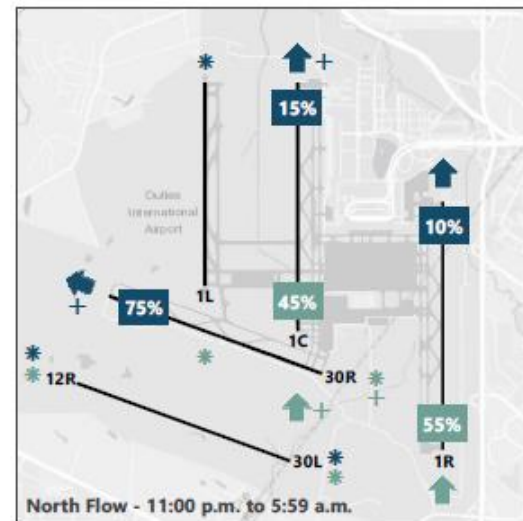 15%
10%
Dulles
International
Airport
75%
1L
45%
1C
12R
30R
55%
30L
1R
North Flow - 11:00 p.m. to 5:59 a.m.